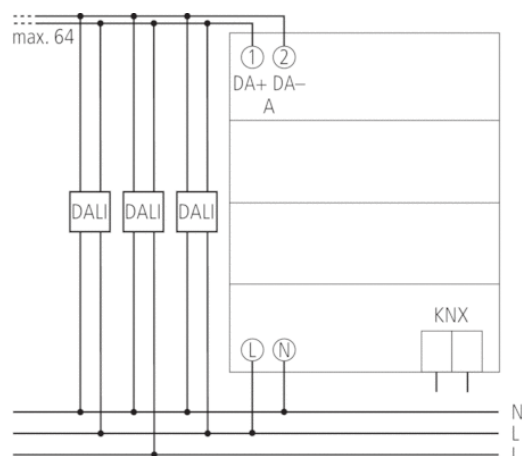 max. 64
1 2
DA+ DA–
A
DALI DALI DALI
KNX
L N
N
L
L